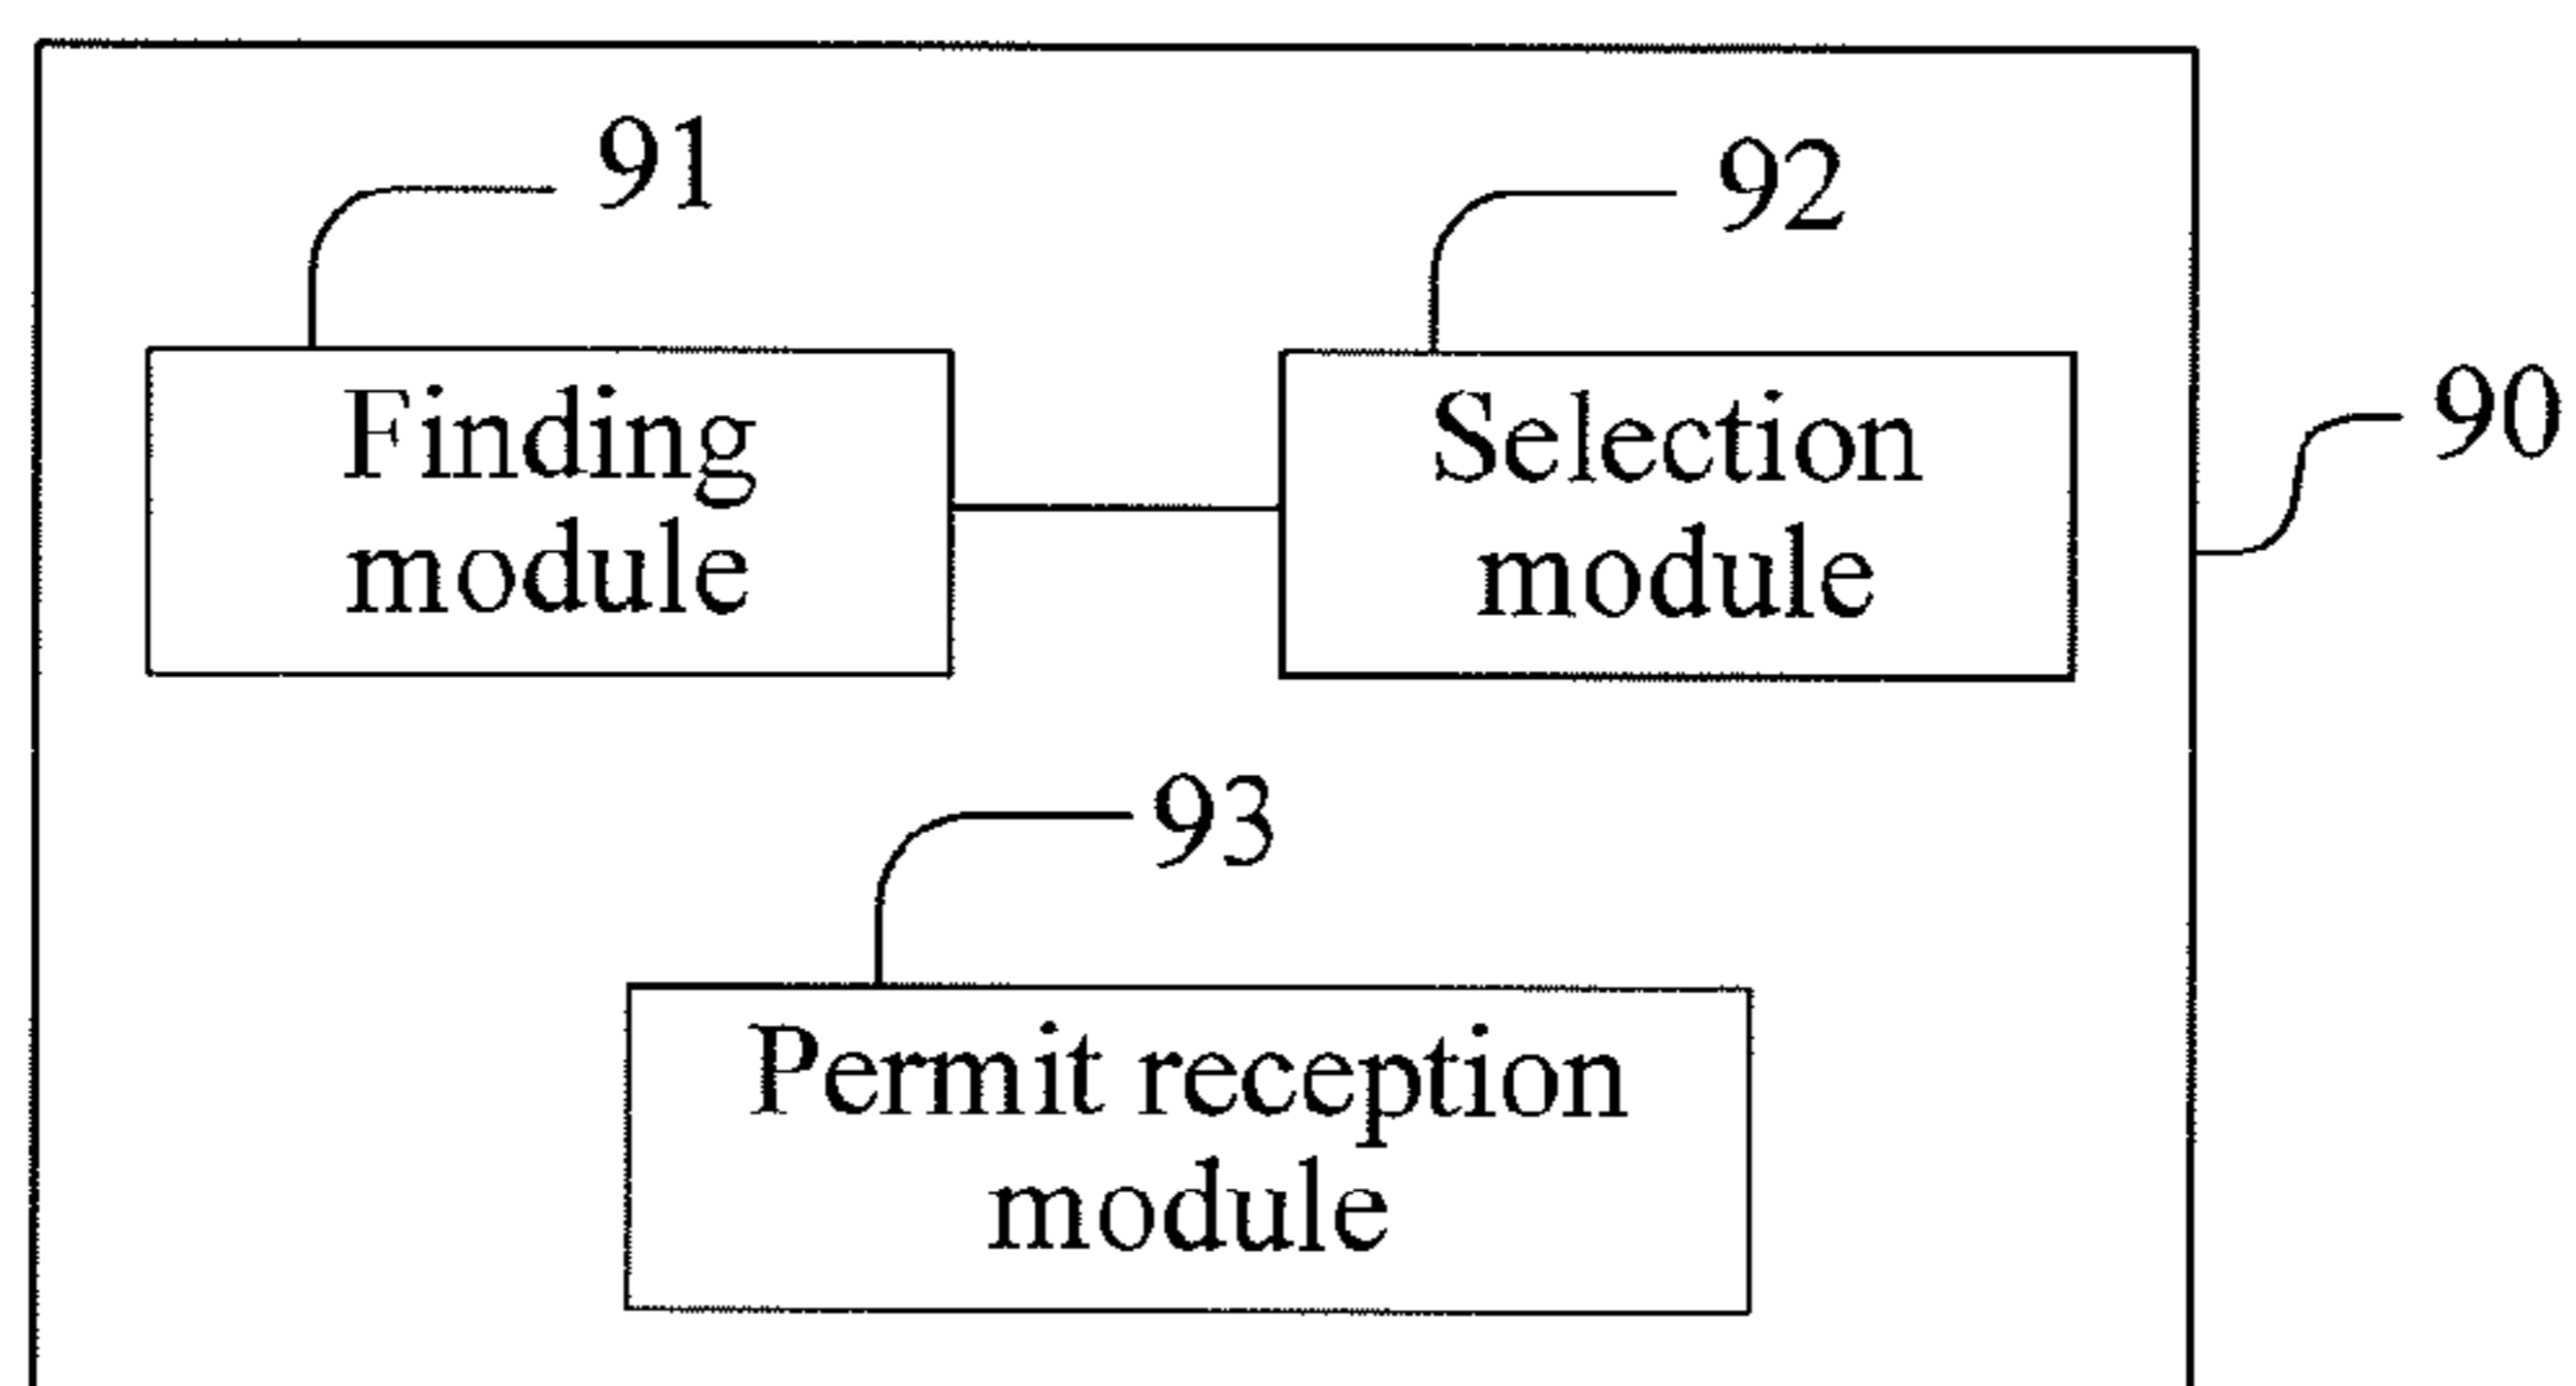 91
92
Finding
module
Selection
module
90
93
Permit reception
module